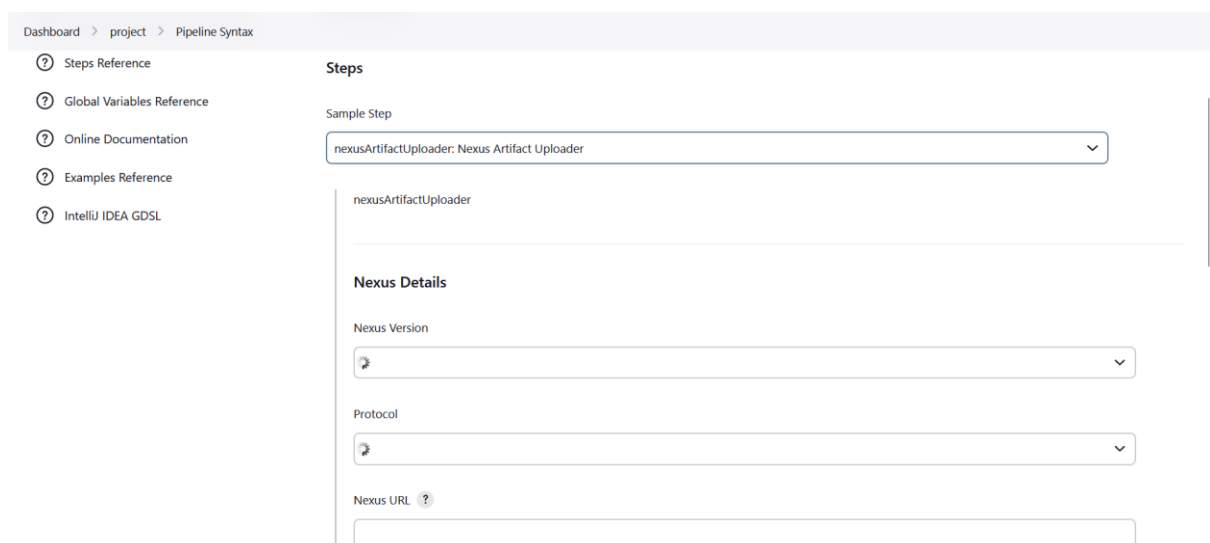 Dashboard > project > Pipeline Syntax
Steps Reference
Global Variables Reference
Online Documentation
Examples Reference
IntelliJ IDEA GDSL
Steps
Sample Step
nexusArtifactUploader: Nexus Artifact Uploader
nexusArtifactUploader
Nexus Details
Nexus Version
Protocol
Nexus URL ?